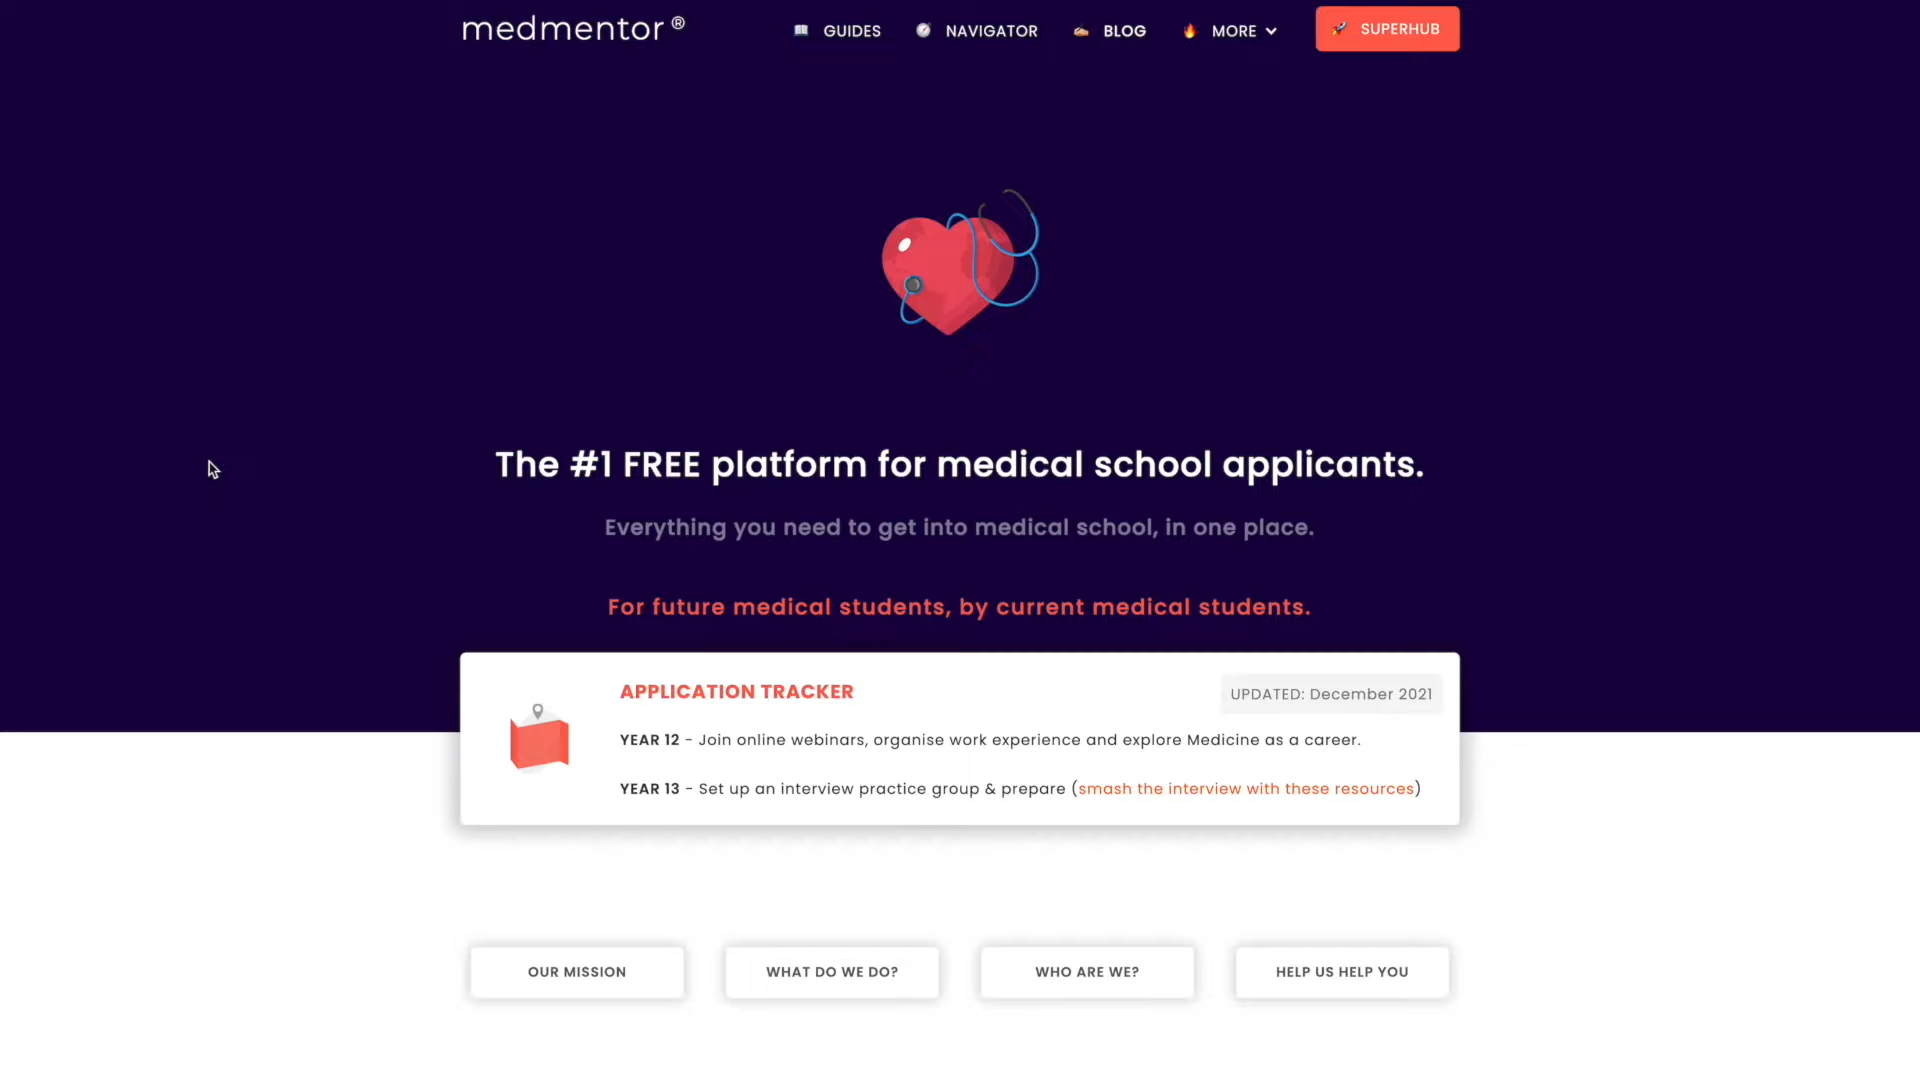 medmentor ®
GUIDES
NAVIGATOR
BLOG
MORE
SUPERHUB
The #1 FREE platform for medical school applicants.
Everything you need to get into medical school, in one place.
For future medical students, by current medical students.
APPLICATION TRACKER
UPDATED: December 2021
YEAR 12 - Join online webinars, organise work experience and explore Medicine as a career.
YEAR 13 - Set up an interview practice group & prepare (smash the interview with these resources)
OUR MISSION
WHAT DO WE DO?
WHO ARE WE?
HELP US HELP YOU